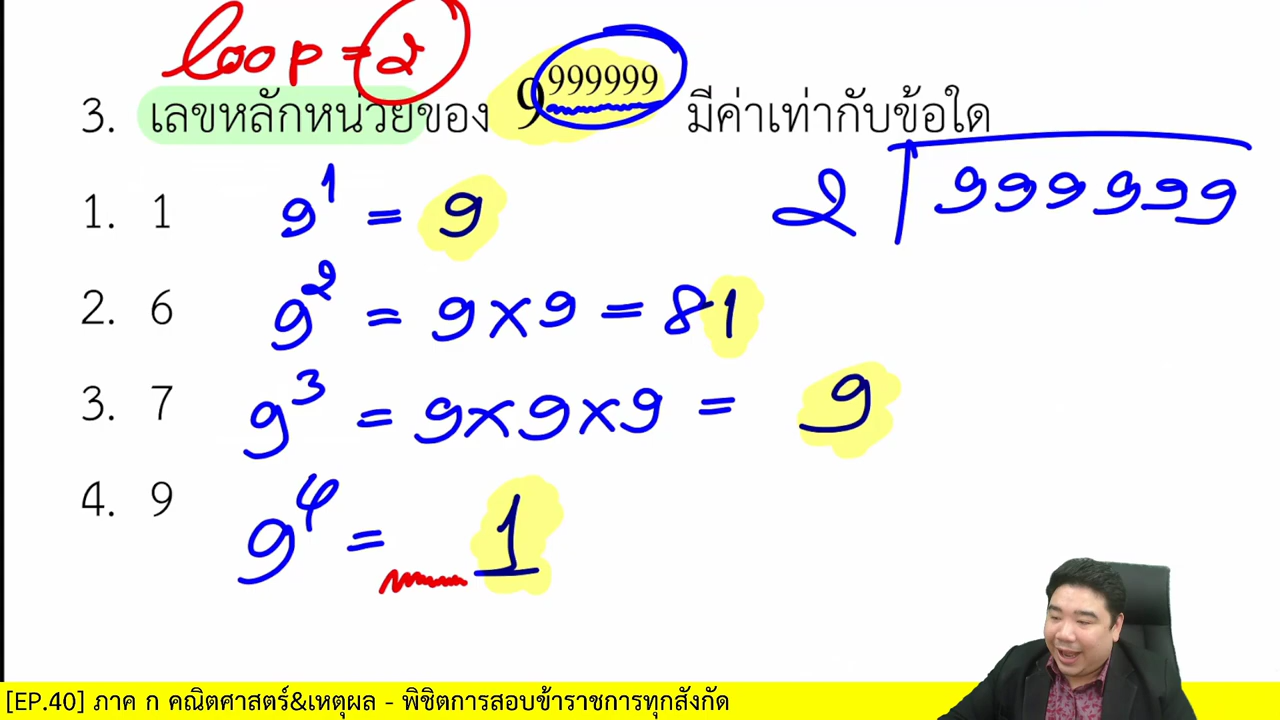 loop = 2
3. เลขหลักหน่วยของ 9^999999 มีค่าเท่ากับข้อใด
2 999999
1. 1 9^1 = 9
2. 6 9^2 = 9×9 = 81
3. 7 9^3 = 9×9×9 = 9
4. 9 9^4 = 1
[EP.40] ภาค ก คณิตศาสตร์&เหตุผล - พิชิตการสอบข้าราชการทุกสังกัด